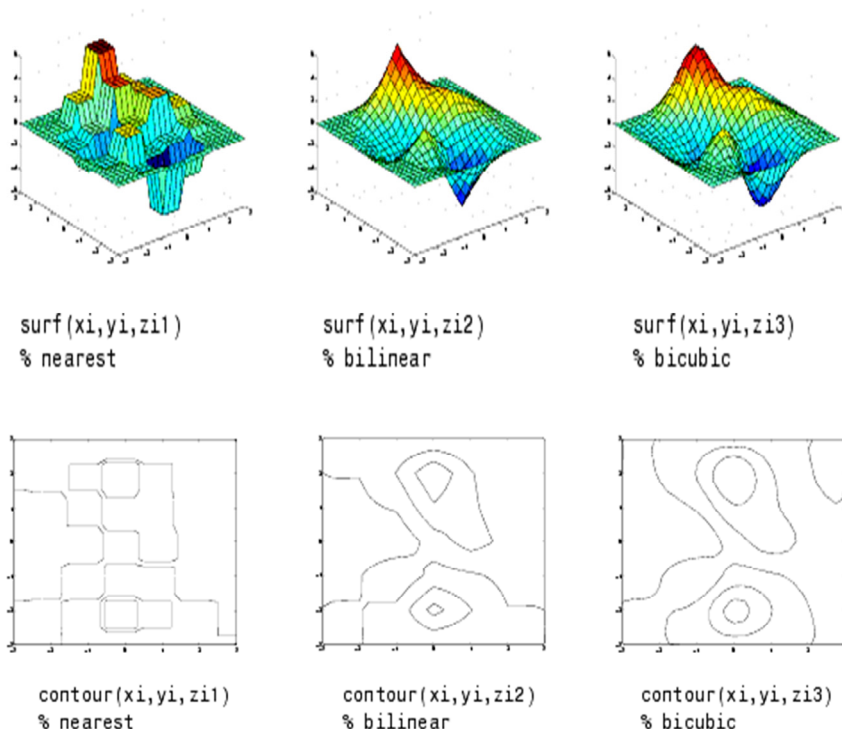 surf(xi,yi,zi1)
% nearest
surf(xi,yi,zi2)
% bilinear
surf(xi,yi,zi3)
% bicubic
contour(xi,yi,zi1)
% nearest
contour(xi,yi,zi2)
% bilinear
contour(xi,yi,zi3)
% bicubic